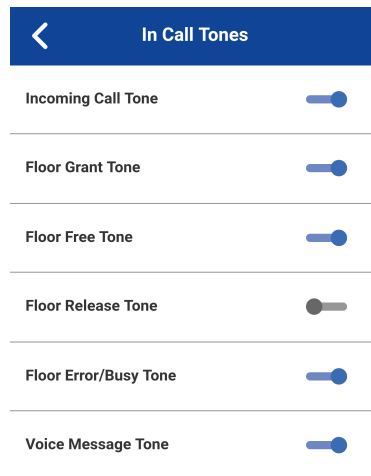 In Call Tones
Incoming Call Tone
Floor Grant Tone
Floor Free Tone
Floor Release Tone
Floor Error/Busy Tone
Voice Message Tone